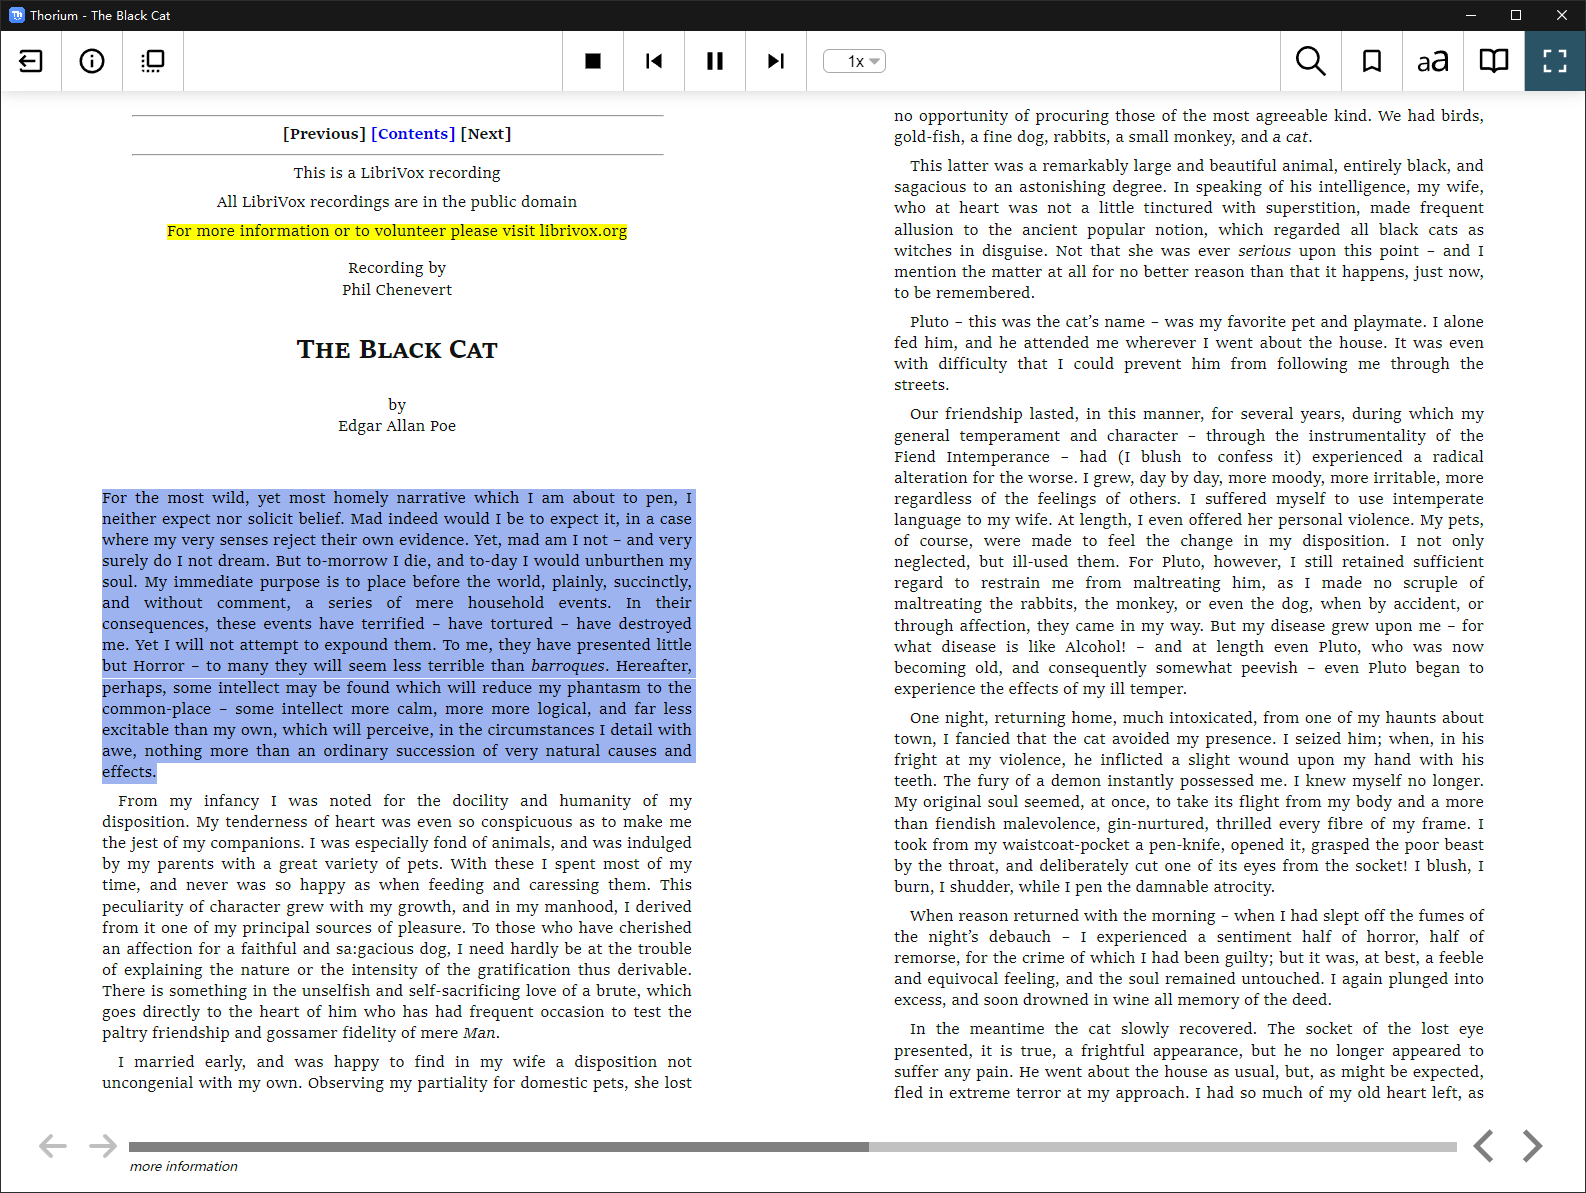 Thorium - The Black Cat
1x
aa
[Previous] [Contents] [Next]
This is a LibriVox recording
All LibriVox recordings are in the public domain
For more information or to volunteer please visit librivox.org
Recording by
Phil Chenevert
THE BLACK CAT
by
Edgar Allan Poe
For the most wild, yet most homely narrative which I am about to pen, I
neither expect nor solicit belief. Mad indeed would I be to expect it, in a case
where my very senses reject their own evidence. Yet, mad am I not – and very
surely do I not dream. But to-morrow I die, and to-day I would unburthen my
soul. My immediate purpose is to place before the world, plainly, succinctly,
and without comment, a series of mere household events. In their
consequences, these events have terrified – have tortured – have destroyed
me. Yet I will not attempt to expound them. To me, they have presented little
but Horror – to many they will seem less terrible than barroques. Hereafter,
perhaps, some intellect may be found which will reduce my phantasm to the
common-place – some intellect more calm, more more logical, and far less
excitable than my own, which will perceive, in the circumstances I detail with
awe, nothing more than an ordinary succession of very natural causes and
effects.
From my infancy I was noted for the docility and humanity of my
disposition. My tenderness of heart was even so conspicuous as to make me
the jest of my companions. I was especially fond of animals, and was indulged
by my parents with a great variety of pets. With these I spent most of my
time, and never was so happy as when feeding and caressing them. This
peculiarity of character grew with my growth, and in my manhood, I derived
from it one of my principal sources of pleasure. To those who have cherished
an affection for a faithful and sa:gacious dog, I need hardly be at the trouble
of explaining the nature or the intensity of the gratification thus derivable.
There is something in the unselfish and self-sacrificing love of a brute, which
goes directly to the heart of him who has had frequent occasion to test the
paltry friendship and gossamer fidelity of mere Man.
I married early, and was happy to find in my wife a disposition not
uncongenial with my own. Observing my partiality for domestic pets, she lost
no opportunity of procuring those of the most agreeable kind. We had birds,
gold-fish, a fine dog, rabbits, a small monkey, and a cat.
This latter was a remarkably large and beautiful animal, entirely black, and
sagacious to an astonishing degree. In speaking of his intelligence, my wife,
who at heart was not a little tinctured with superstition, made frequent
allusion to the ancient popular notion, which regarded all black cats as
witches in disguise. Not that she was ever serious upon this point – and I
mention the matter at all for no better reason than that it happens, just now,
to be remembered.
Pluto – this was the cat’s name – was my favorite pet and playmate. I alone
fed him, and he attended me wherever I went about the house. It was even
with difficulty that I could prevent him from following me through the
streets.
Our friendship lasted, in this manner, for several years, during which my
general temperament and character – through the instrumentality of the
Fiend Intemperance – had (I blush to confess it) experienced a radical
alteration for the worse. I grew, day by day, more moody, more irritable, more
regardless of the feelings of others. I suffered myself to use intemperate
language to my wife. At length, I even offered her personal violence. My pets,
of course, were made to feel the change in my disposition. I not only
neglected, but ill-used them. For Pluto, however, I still retained sufficient
regard to restrain me from maltreating him, as I made no scruple of
maltreating the rabbits, the monkey, or even the dog, when by accident, or
through affection, they came in my way. But my disease grew upon me – for
what disease is like Alcohol! – and at length even Pluto, who was now
becoming old, and consequently somewhat peevish – even Pluto began to
experience the effects of my ill temper.
One night, returning home, much intoxicated, from one of my haunts about
town, I fancied that the cat avoided my presence. I seized him; when, in his
fright at my violence, he inflicted a slight wound upon my hand with his
teeth. The fury of a demon instantly possessed me. I knew myself no longer.
My original soul seemed, at once, to take its flight from my body and a more
than fiendish malevolence, gin-nurtured, thrilled every fibre of my frame. I
took from my waistcoat-pocket a pen-knife, opened it, grasped the poor beast
by the throat, and deliberately cut one of its eyes from the socket! I blush, I
burn, I shudder, while I pen the damnable atrocity.
When reason returned with the morning – when I had slept off the fumes of
the night’s debauch – I experienced a sentiment half of horror, half of
remorse, for the crime of which I had been guilty; but it was, at best, a feeble
and equivocal feeling, and the soul remained untouched. I again plunged into
excess, and soon drowned in wine all memory of the deed.
In the meantime the cat slowly recovered. The socket of the lost eye
presented, it is true, a frightful appearance, but he no longer appeared to
suffer any pain. He went about the house as usual, but, as might be expected,
fled in extreme terror at my approach. I had so much of my old heart left, as
more information